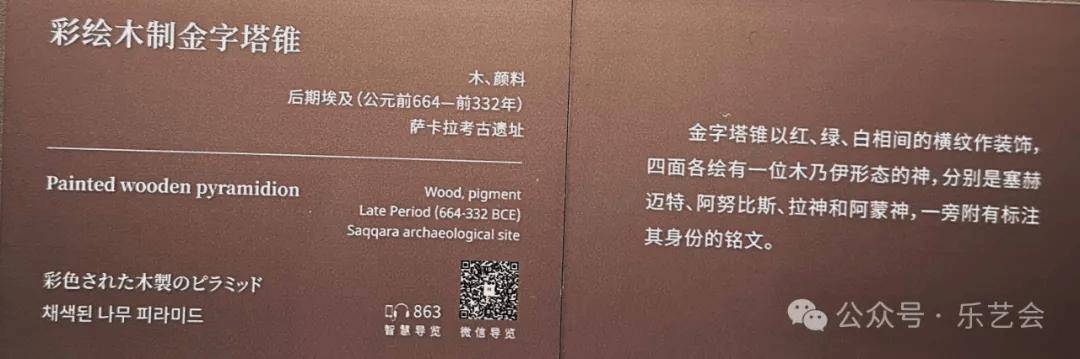 彩绘木制金字塔锥
木、颜料
后期埃及（公元前664—前332年）
萨卡拉考古遗址
Painted wooden pyramidion
Wood, pigment
Late Period (664-332 BCE)
Saqqara archaeological site
彩色された木製のピラミッド
채색된 나무 피라미드
863
智慧导览
微信导览
金字塔锥以红、绿、白相间的横纹作装饰，
四面各绘有一位木乃伊形态的神，分别是塞赫
迈特、阿努比斯、拉神和阿蒙神，一旁附有标注
其身份的铭文。
公众号·乐艺会